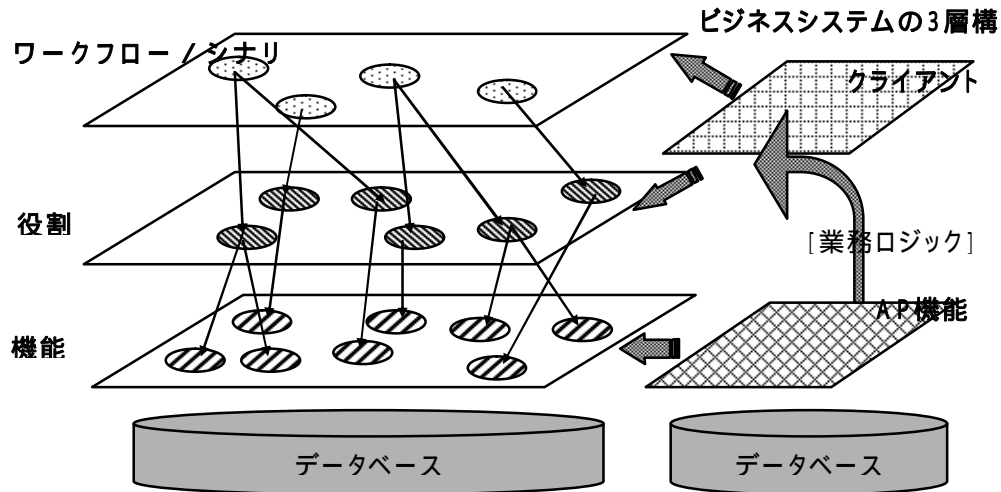 ビジネスシステムの3層構
ワークフロー/シナリ
クライアント
役割
[業務ロジック]
AP機能
機能
データベース
データベース